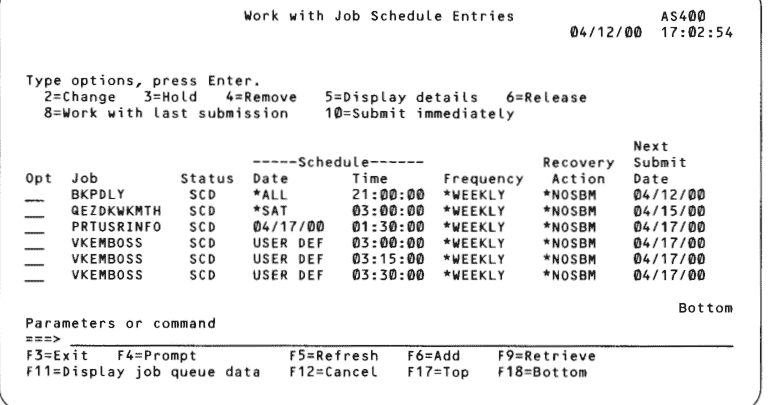 Work with Job Schedule Entries AS400
04/12/00 17:02:54
Type options, press Enter.
2=Change 3=Hold 4=Remove 5=Display details 6=Release
8=Work with last submission 10=Submit immediately
Next
-----Schedule------ Recovery Submit
Opt Job Status Date Time Frequency Action Date
__ BKPDLY SCD *ALL 21:00:00 *WEEKLY *NOSBM 04/12/00
__ QEZDKWKMTH SCD *SAT 03:00:00 *WEEKLY *NOSBM 04/15/00
__ PRTUSRINFO SCD 04/17/00 01:30:00 *WEEKLY *NOSBM 04/17/00
__ VKEMBOSS SCD USER DEF 03:00:00 *WEEKLY *NOSBM 04/17/00
__ VKEMBOSS SCD USER DEF 03:15:00 *WEEKLY *NOSBM 04/17/00
__ VKEMBOSS SCD USER DEF 03:30:00 *WEEKLY *NOSBM 04/17/00
Bottom
Parameters or command
===>
F3=Exit F4=Prompt F5=Refresh F6=Add F9=Retrieve
F11=Display job queue data F12=Cancel F17=Top F18=Bottom